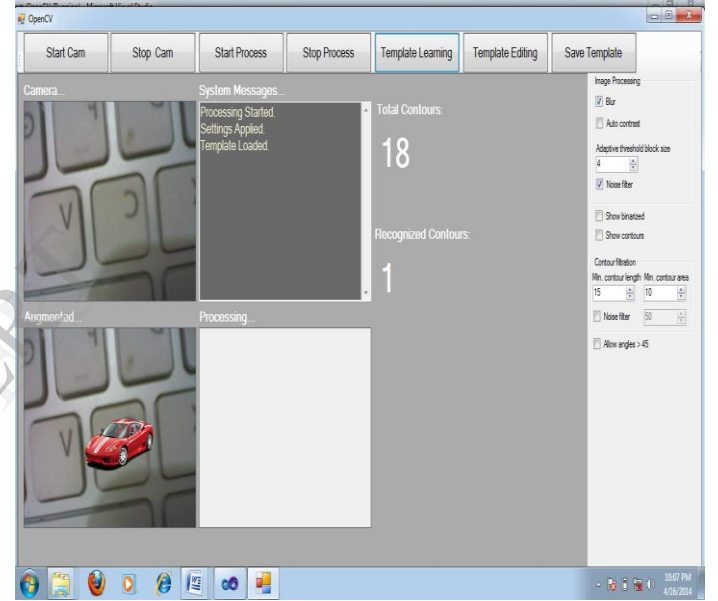 OpenCV
Start Cam
Stop Cam
Start Process
Stop Process
Template Learning
Template Editing
Save Template
Camera...
System Messages...
Processing Started.
Settings Applied.
Template Loaded.
Total Contours:
18
Recognized Contours:
1
Augmented...
V
Processing...
V
Image Processing
Blur
Auto contrast
Adaptive threshold block size
4
Noise filter
Show binarized
Show contours
Contour filtration
Min. contour length Min. contour area
15 10
Noise filter 50
Allow angles > 45
10:07 PM
4/16/2014